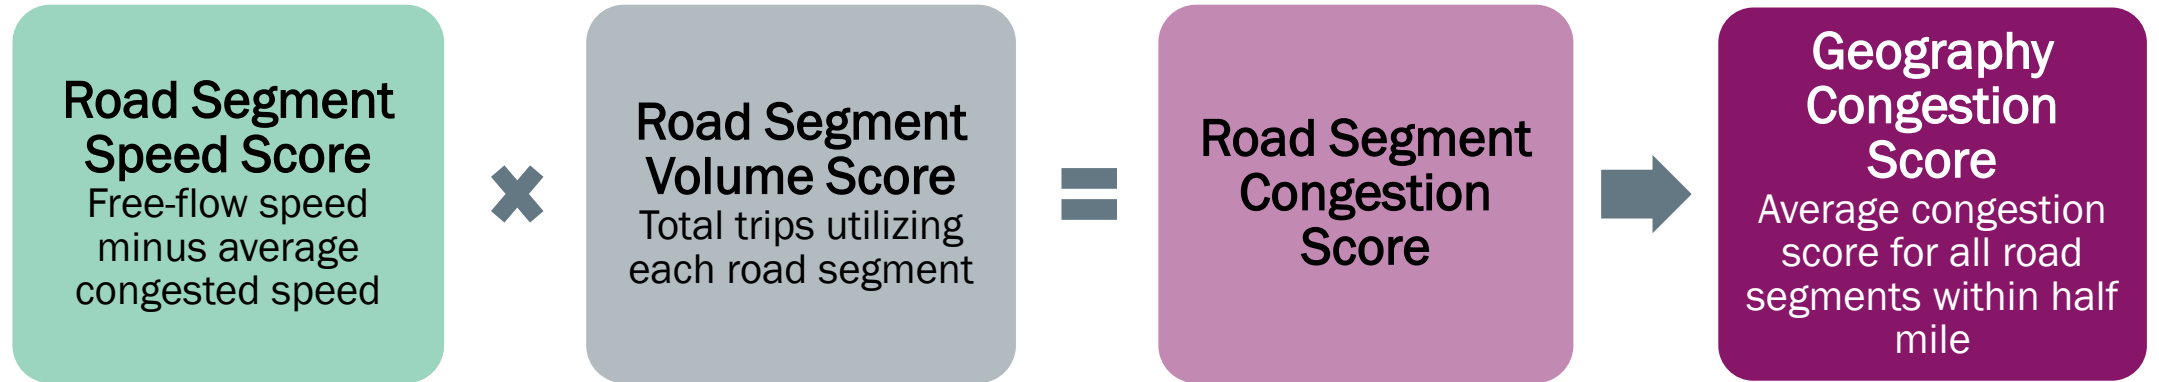 Road Segment
Speed Score
Free-flow speed
minus average
congested speed
Road Segment
Volume Score
Total trips utilizing
each road segment
Road Segment
Congestion
Score
Geography
Congestion
Score
Average congestion
score for all road
segments within half
mile